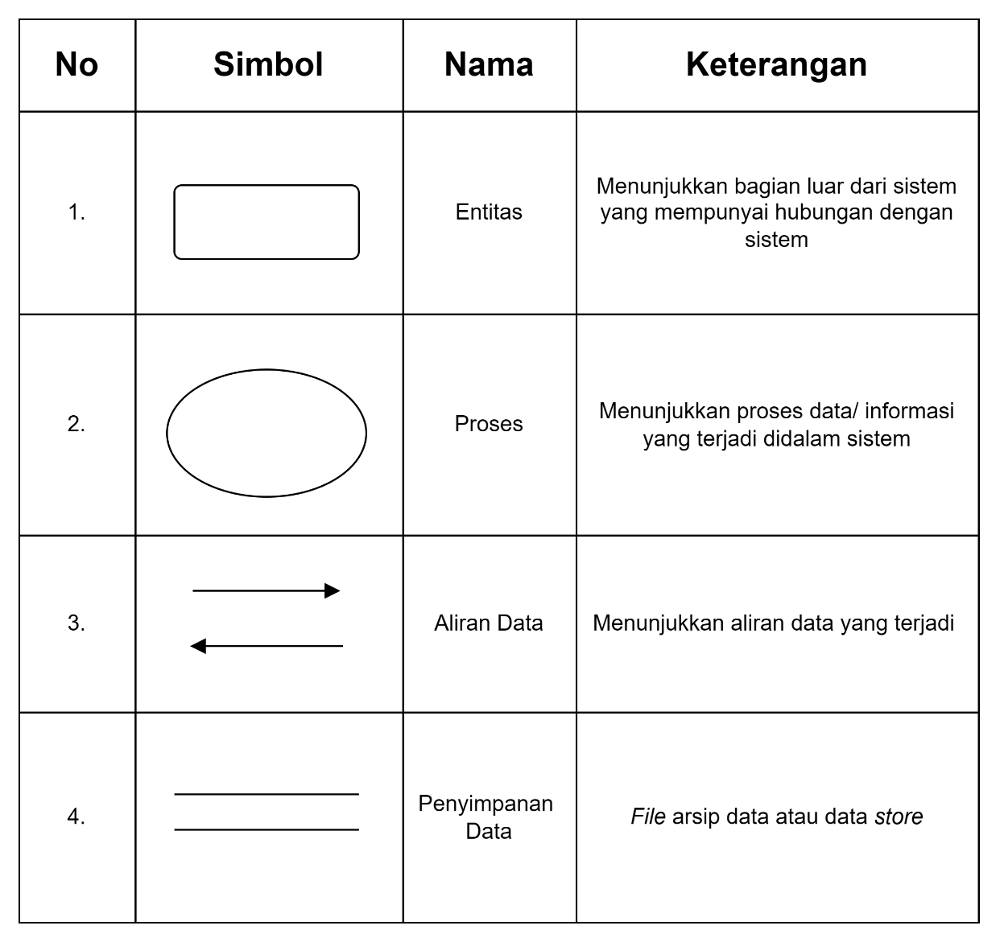 No Simbol Nama Keterangan
1. Entitas
Menunjukkan bagian luar dari sistem
yang mempunyai hubungan dengan
sistem
2. Proses
Menunjukkan proses data/ informasi
yang terjadi didalam sistem
3. Aliran Data Menunjukkan aliran data yang terjadi
4.
Penyimpanan
Data
File arsip data atau data store